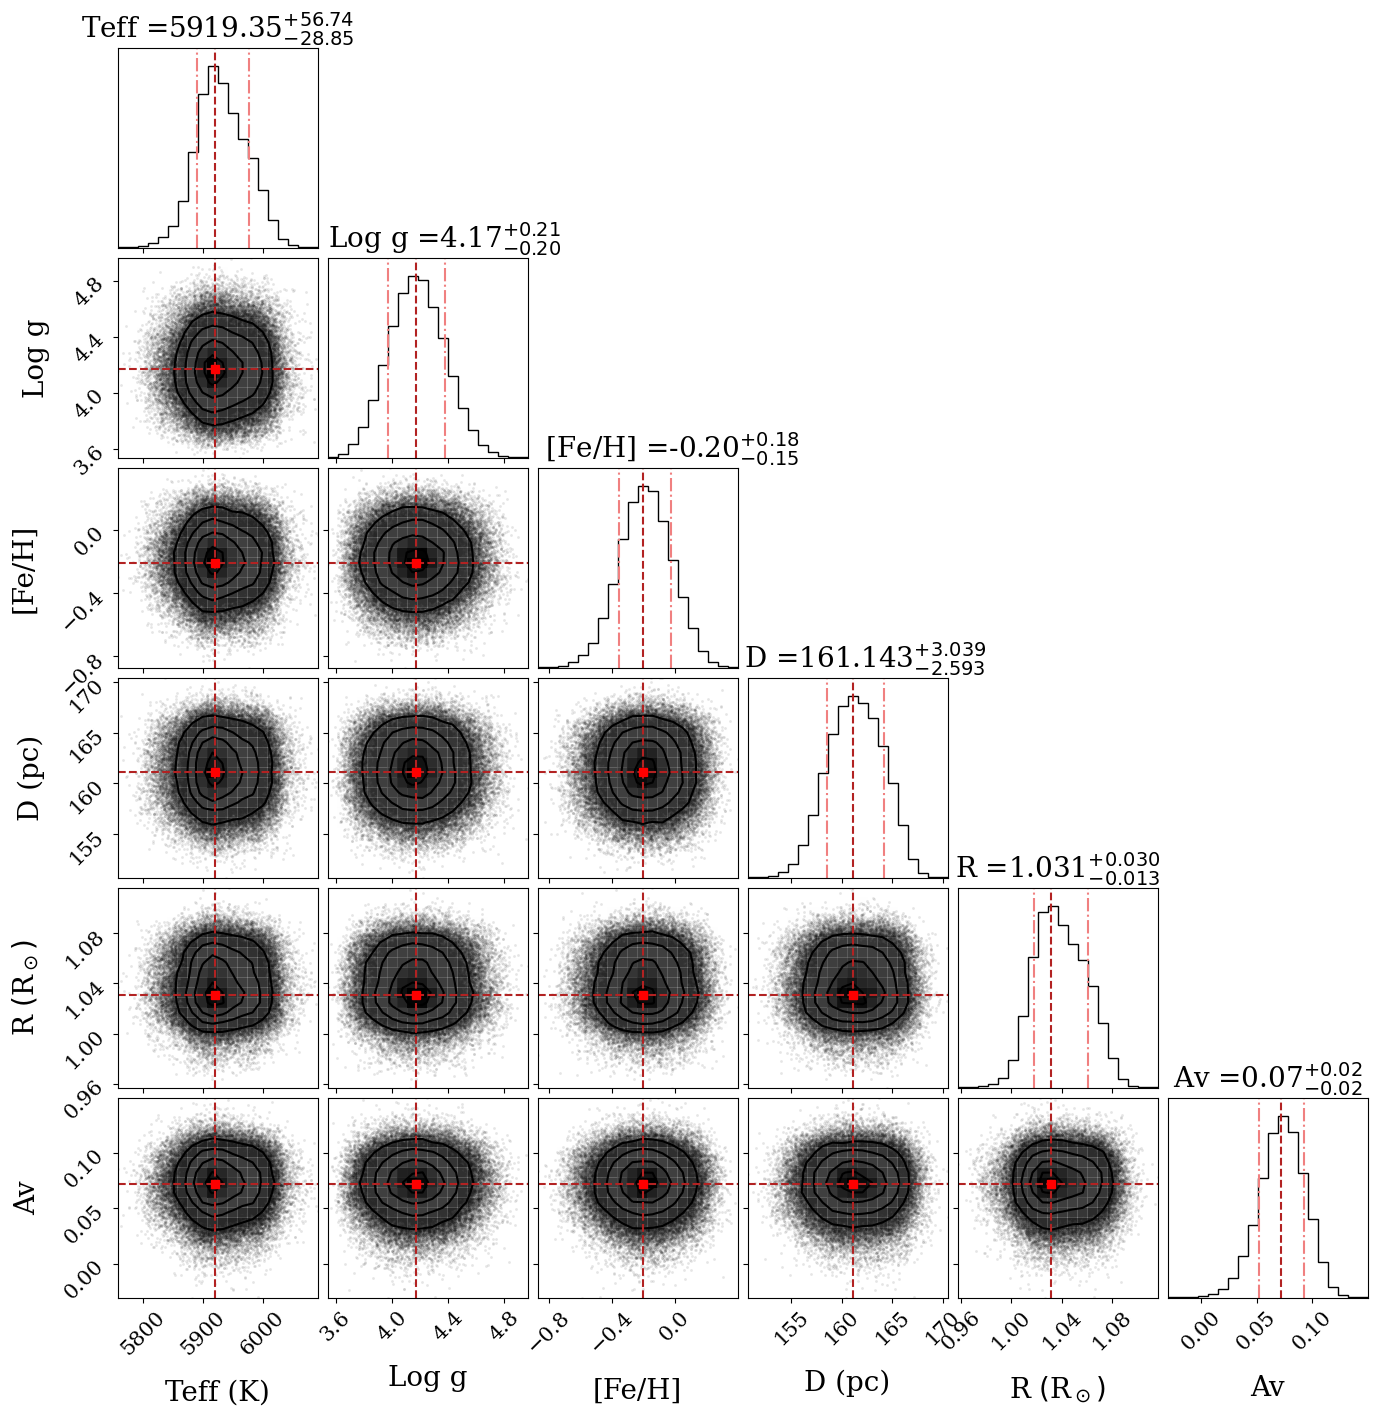 Teff =5919.35+56.74−28.85
Log g =4.17+0.21−0.20
4.8
4.4
4.0
3.6
Log g
[Fe/H] =-0.20+0.18−0.15
0.0
−0.4
−0.8
[Fe/H]
D =161.143+3.039−2.593
170
165
160
155
D (pc)
R =1.031+0.030−0.013
1.08
1.04
1.00
0.96
R (R⊙)
Av =0.07+0.02−0.02
0.10
0.05
0.00
Av
5800 5900 6000 3.6 4.0 4.4 4.8 −0.8 −0.4 0.0 155 160 165 170 0.96 1.00 1.04 1.08 0.00 0.05 0.10
Teff (K) Log g [Fe/H] D (pc) R (R⊙) Av